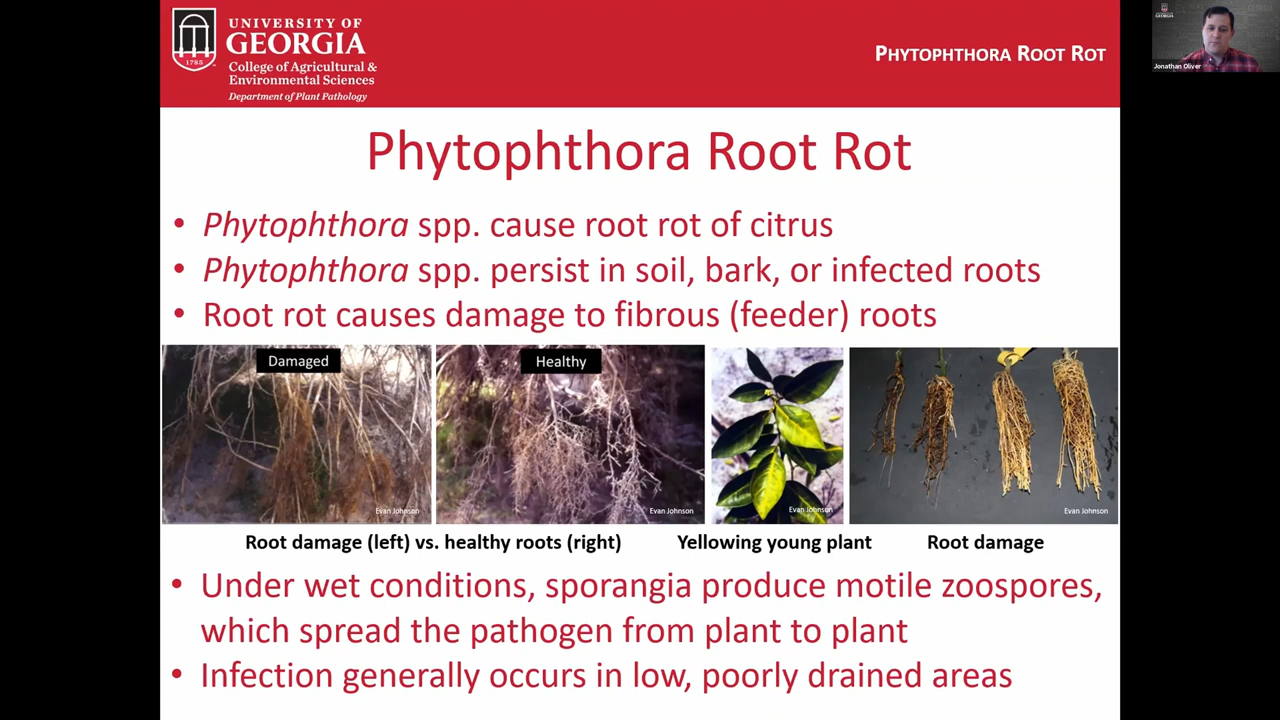 UNIVERSITY OF
GEORGIA
1785
College of Agricultural &
Environmental Sciences
Department of Plant Pathology
PHYTOPHTHORA ROOT ROT
Jonathan Oliver
Phytophthora Root Rot
• Phytophthora spp. cause root rot of citrus
• Phytophthora spp. persist in soil, bark, or infected roots
• Root rot causes damage to fibrous (feeder) roots
Damaged
Healthy
Evan Johnson
Evan Johnson
Evan Johnson
Evan Johnson
Root damage (left) vs. healthy roots (right)
Yellowing young plant
Root damage
• Under wet conditions, sporangia produce motile zoospores,
which spread the pathogen from plant to plant
• Infection generally occurs in low, poorly drained areas